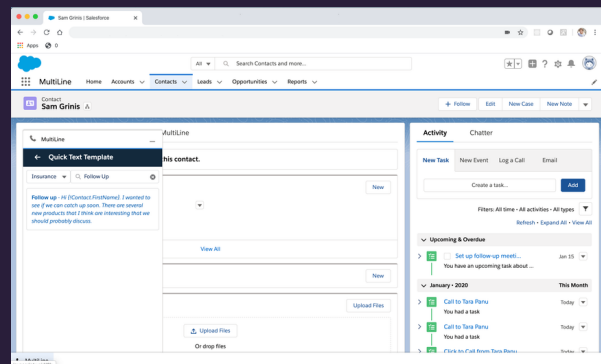 Sam Grinis | Salesforce
Apps
All
Search Contacts and more...
MultiLine
Home
Accounts
Contacts
Leads
Opportunities
Reports
Contact
Sam Grinis
+ Follow
Edit
New Case
New Note
MultiLine
MultiLine
Quick Text Template
this contact.
Insurance
Follow Up
Follow up - Hi {!Contact.FirstName}. I wanted to
see if we can catch up soon. There are several
new products that I think are interesting that we
should probably discuss.
New
View All
New
Upload Files
Upload Files
Or drop files
Activity
Chatter
New Task
New Event
Log a Call
Email
Create a task...
Add
Filters: All time • All activities • All types
Refresh • Expand All • View All
Upcoming & Overdue
Set up follow-up meeti...
Jan 15
You have an upcoming task about ...
January • 2020
This Month
Call to Tara Panu
Today
You had a task
Call to Tara Panu
Today
You had a task
Click to Call from Tara Panu
Today
MultiLine